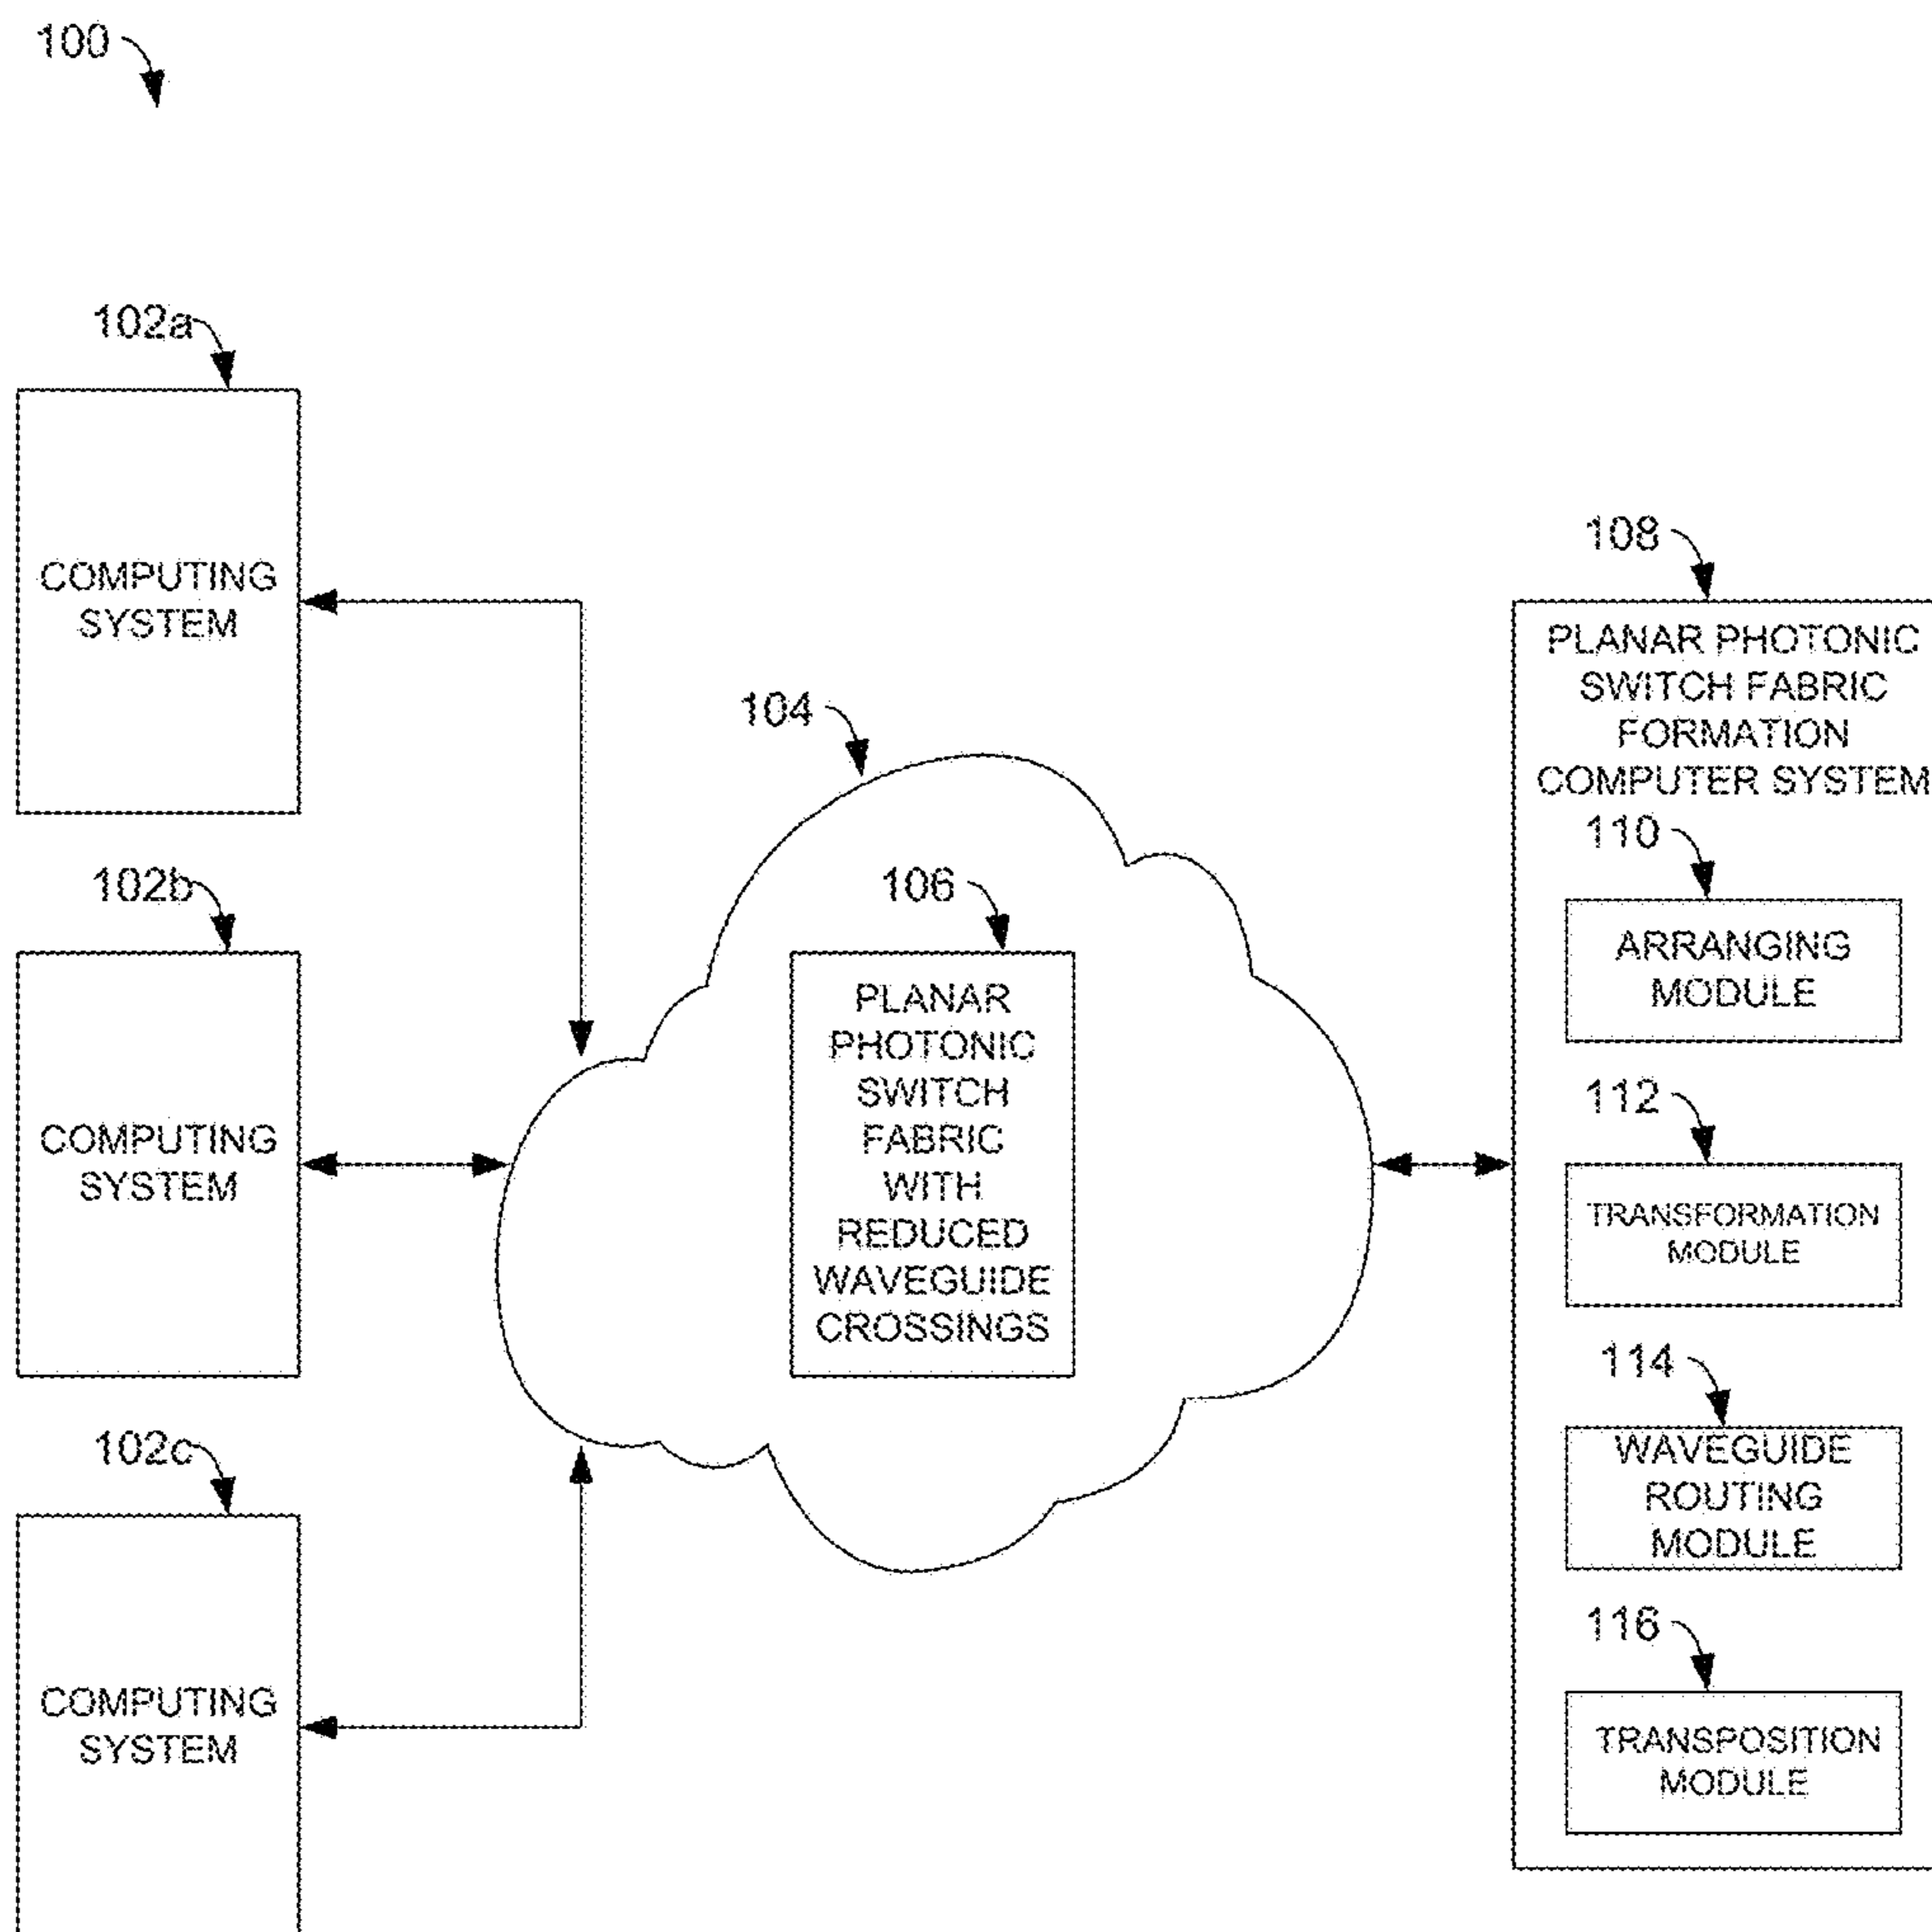 100
102a
COMPUTING
SYSTEM
102b
COMPUTING
SYSTEM
102c
COMPUTING
SYSTEM
104
106
PLANAR
PHOTONIC
SWITCH
FABRIC
WITH
REDUCED
WAVEGUIDE
CROSSINGS
108
PLANAR PHOTONIC
SWITCH FABRIC
FORMATION
COMPUTER SYSTEM
110
ARRANGING
MODULE
112
TRANSFORMATION
MODULE
114
WAVEGUIDE
ROUTING
MODULE
116
TRANSPOSITION
MODULE